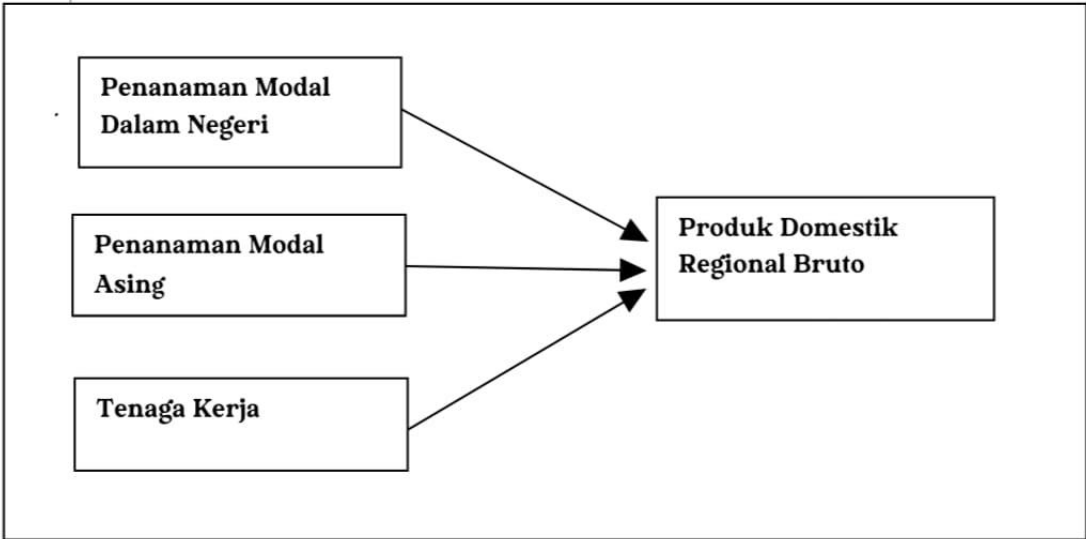 Penanaman Modal
Dalam Negeri
Penanaman Modal
Asing
Tenaga Kerja
Produk Domestik
Regional Bruto